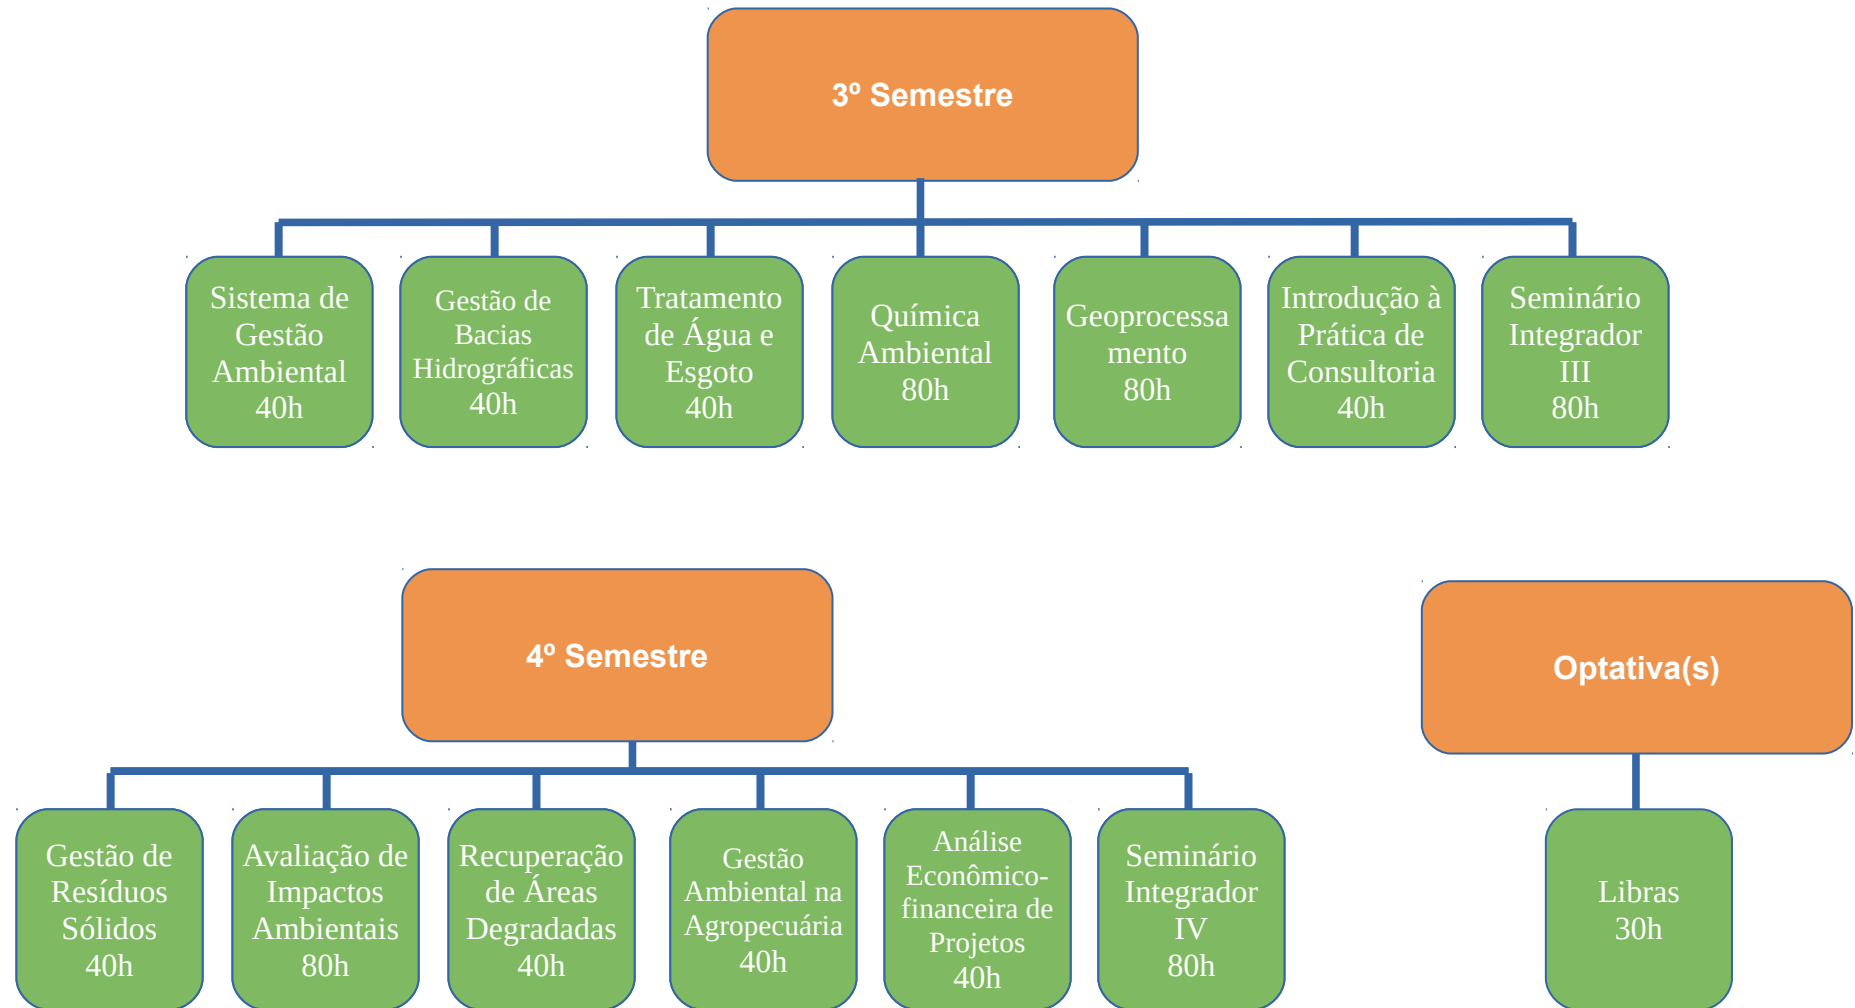 3º Semestre
Sistema de
Gestão
Ambiental
40h
Gestão de
Bacias
Hidrográficas
40h
Tratamento
de Água e
Esgoto
40h
Química
Ambiental
80h
Geoprocessa
mento
80h
Introdução à
Prática de
Consultoria
40h
Seminário
Integrador
III
80h
4º Semestre
Gestão de
Resíduos
Sólidos
40h
Avaliação de
Impactos
Ambientais
80h
Recuperação
de Áreas
Degradadas
40h
Gestão
Ambiental na
Agropecuária
40h
Análise
Econômico-
financeira de
Projetos
40h
Seminário
Integrador
IV
80h
Optativa(s)
Libras
30h